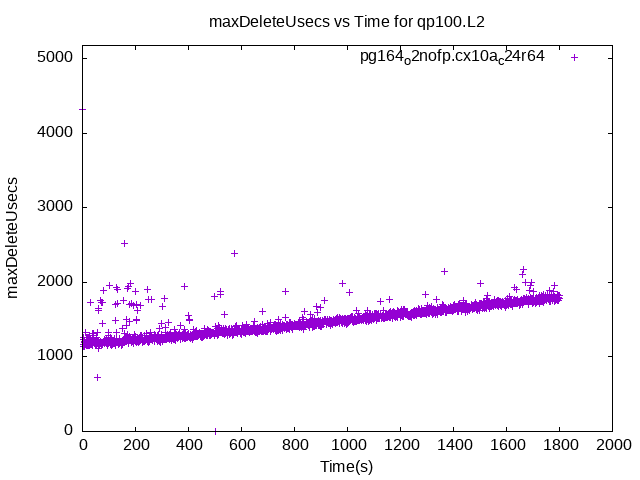 maxDeleteUsecs vs Time for qp100.L2
pg164o2nofp.cx10ac24r64
5000
4000
3000
2000
1000
0
maxDeleteUsecs
0 200 400 600 800 1000 1200 1400 1600 1800 2000
Time(s)